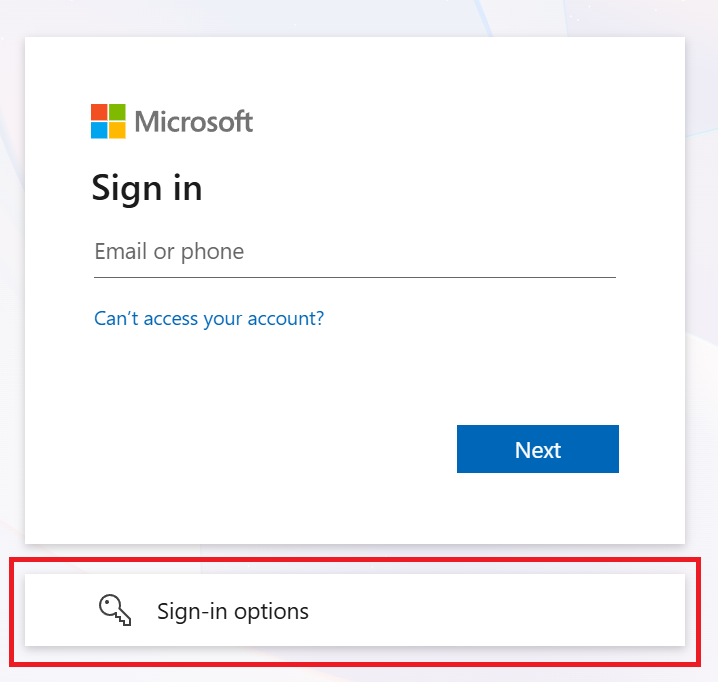 Microsoft
Sign in
Email or phone
Can't access your account?
Next
Sign-in options